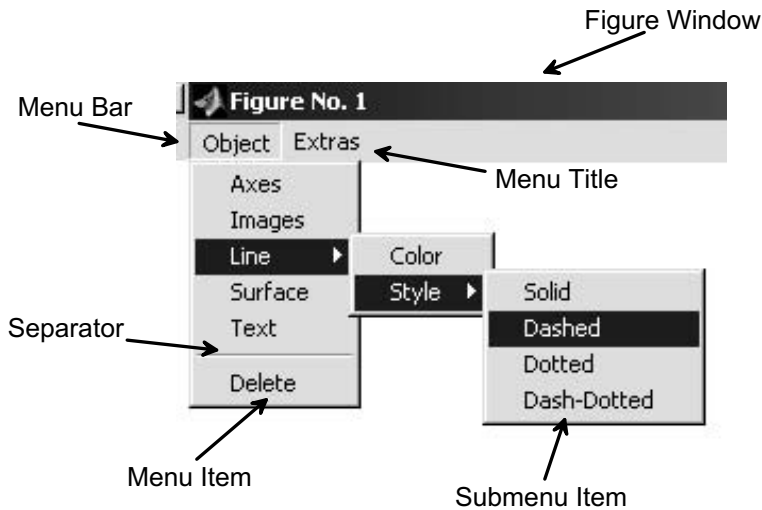 Figure Window
Figure No. 1
Menu Bar
Object Extras
Menu Title
Axes
Images
Line
Color
Surface
Style
Solid
Separator
Text
Dashed
Dotted
Delete
Dash-Dotted
Menu Item
Submenu Item